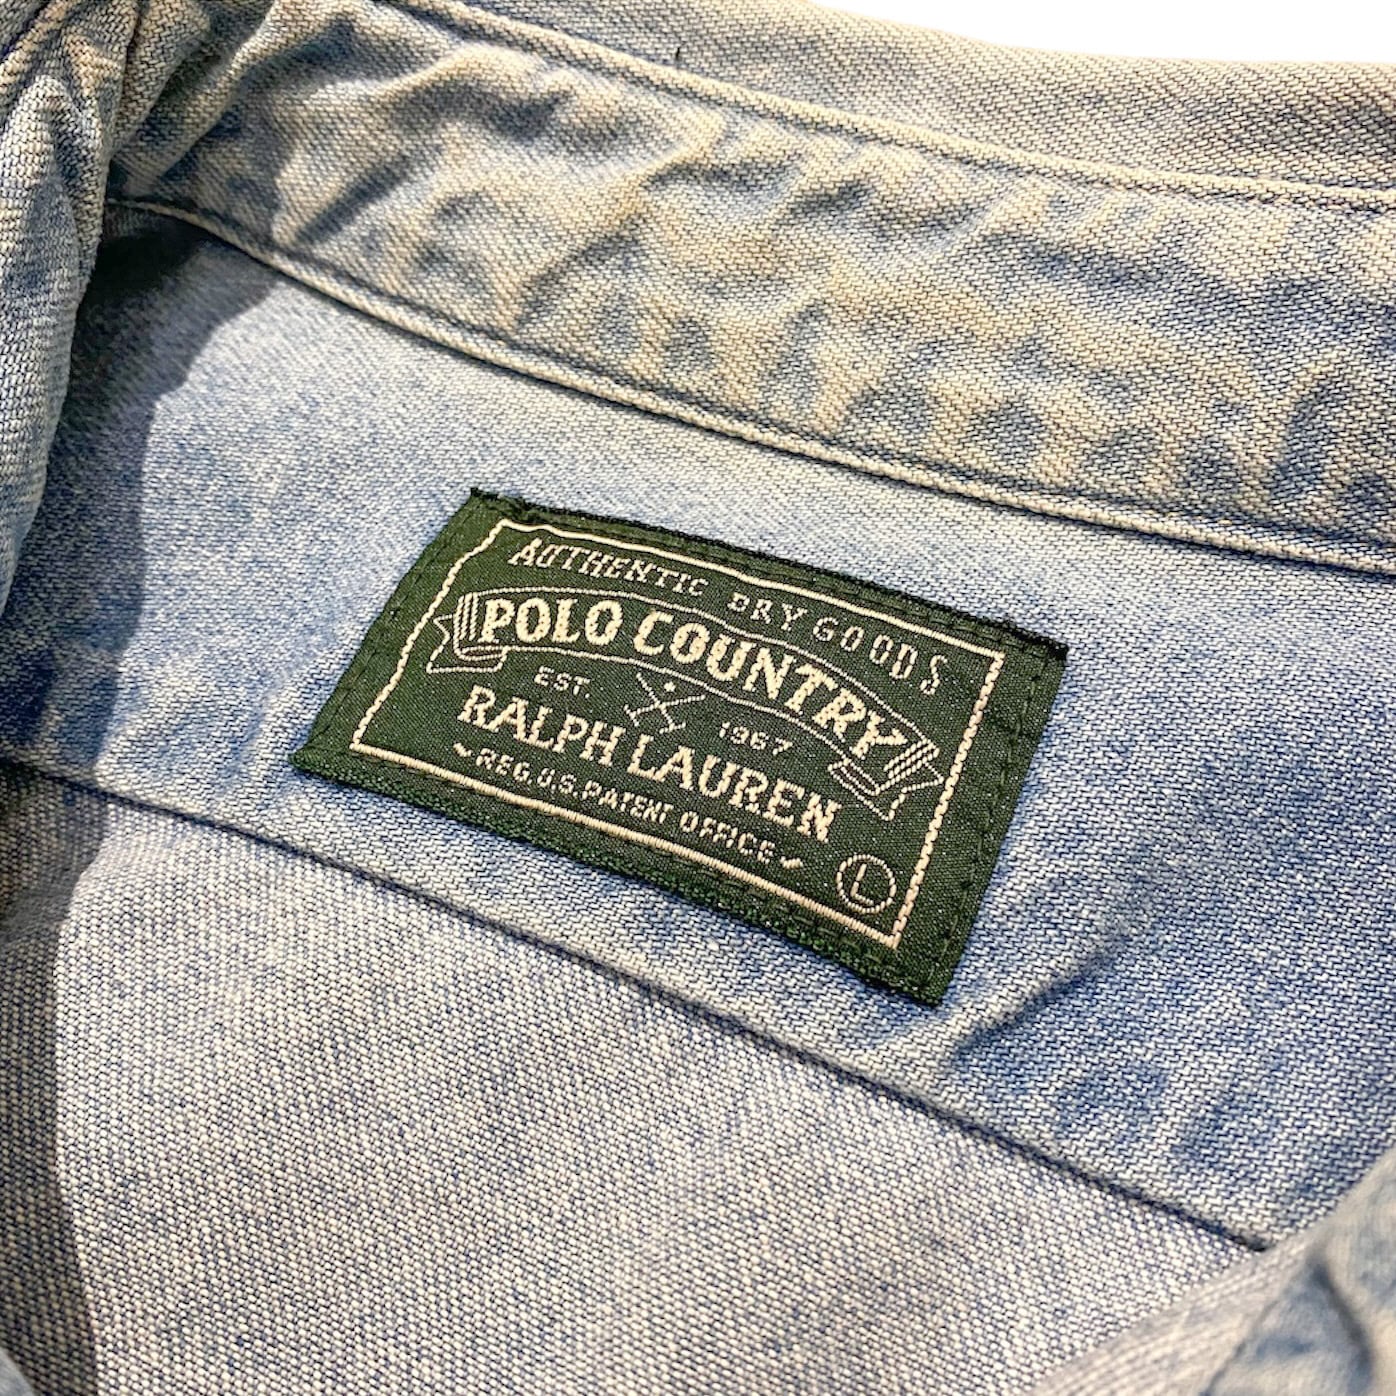 AUTHENTIC DRY GOODS
POLO COUNTRY
EST. 1967
RALPH LAUREN
REG. U.S. PATENT OFFICE
L